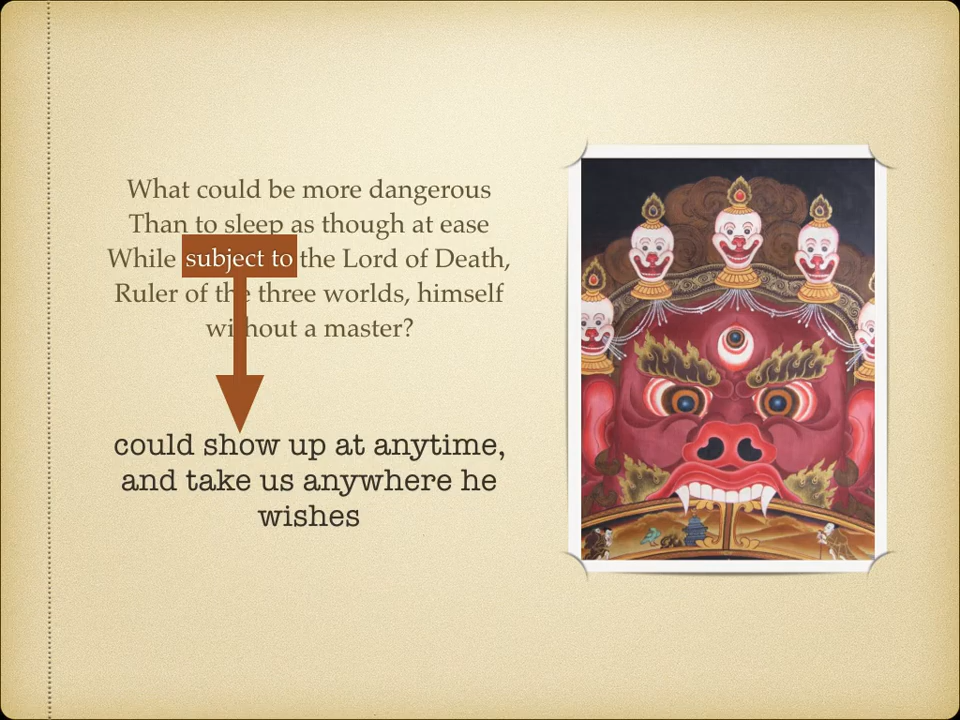 What could be more dangerous
Than to sleep as though at ease
While subject to the Lord of Death,
Ruler of the three worlds, himself
without a master?
could show up at anytime,
and take us anywhere he
wishes